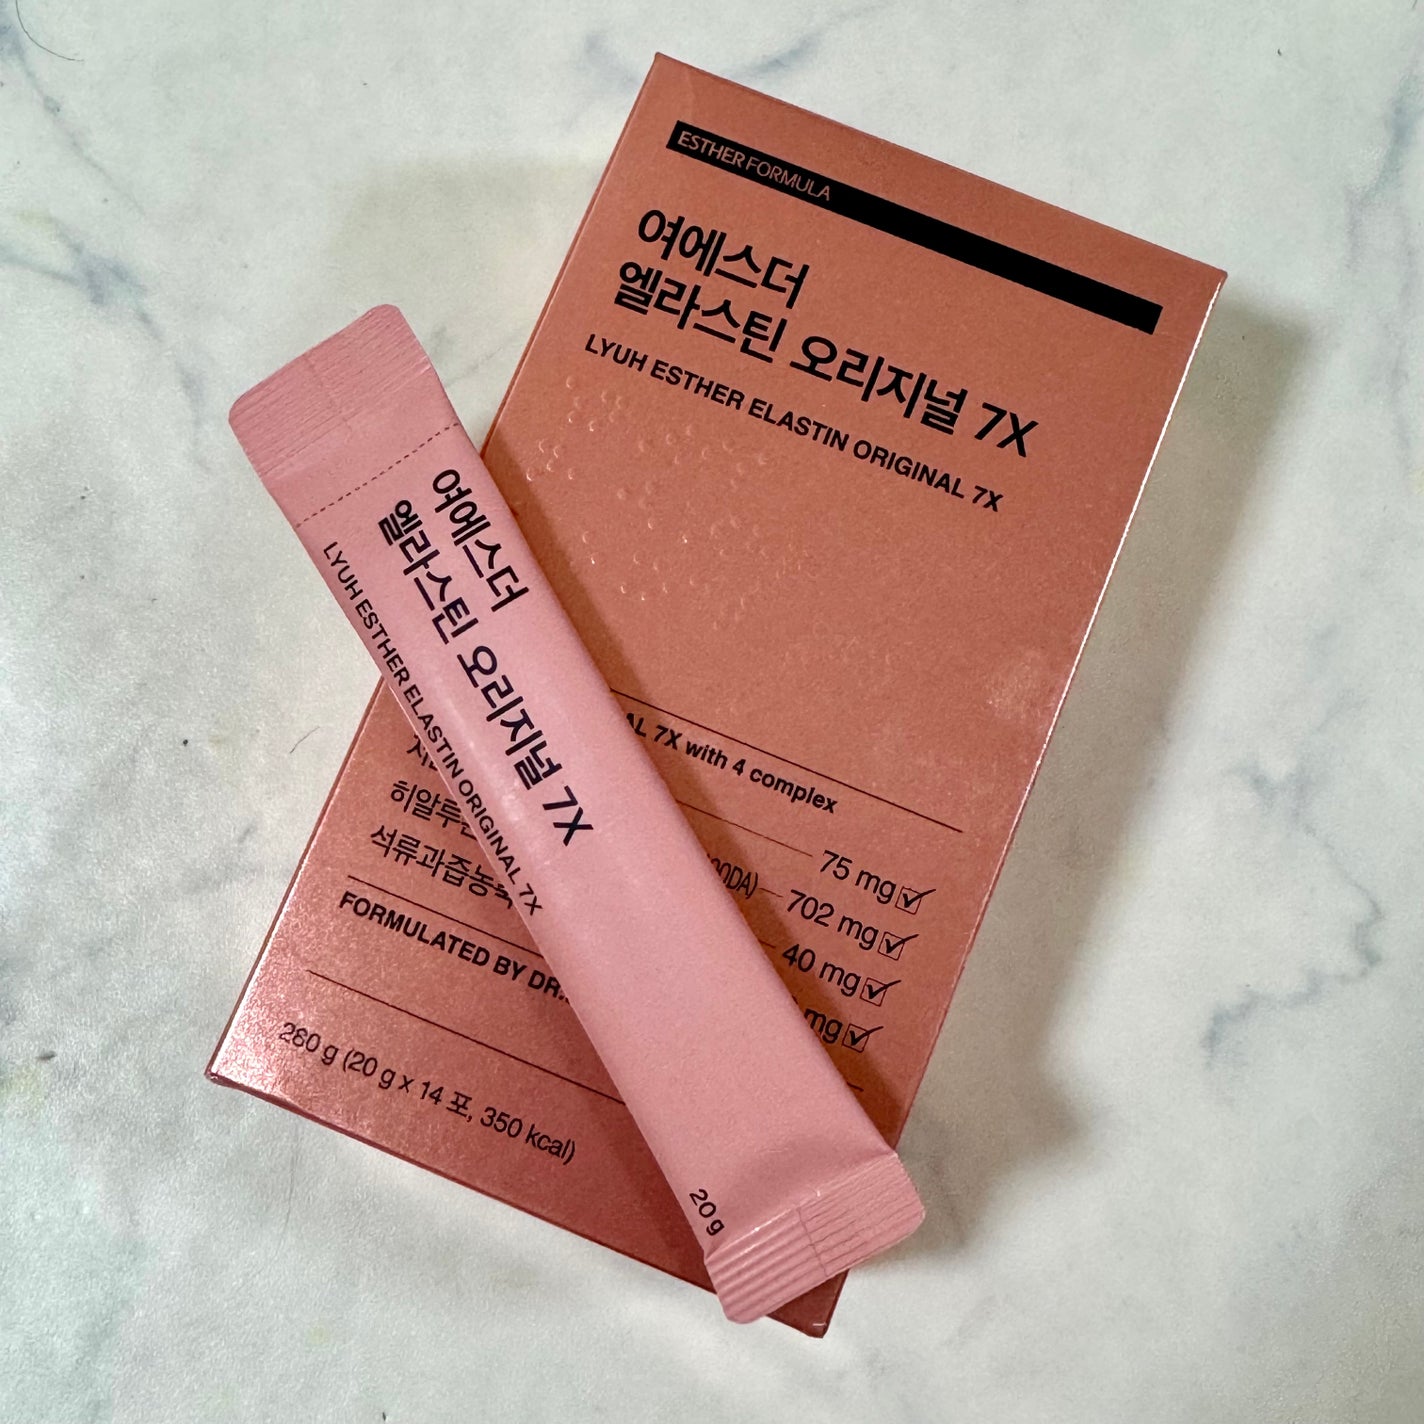 ESTHER FORMULA
여에스더
엘라스틴 오리지널 7X
LYUH ESTHER ELASTIN ORIGINAL 7X
7X with 4 complex
75 mg
702 mg
히알루
40 mg
석류과즙농
mg
FORMULATED BY DR.
280 g (20 g x 14 포, 350 kcal)
여에스더
엘라스틴 오리지널 7X
LYUH ESTHER ELASTIN ORIGINAL 7X
20 g